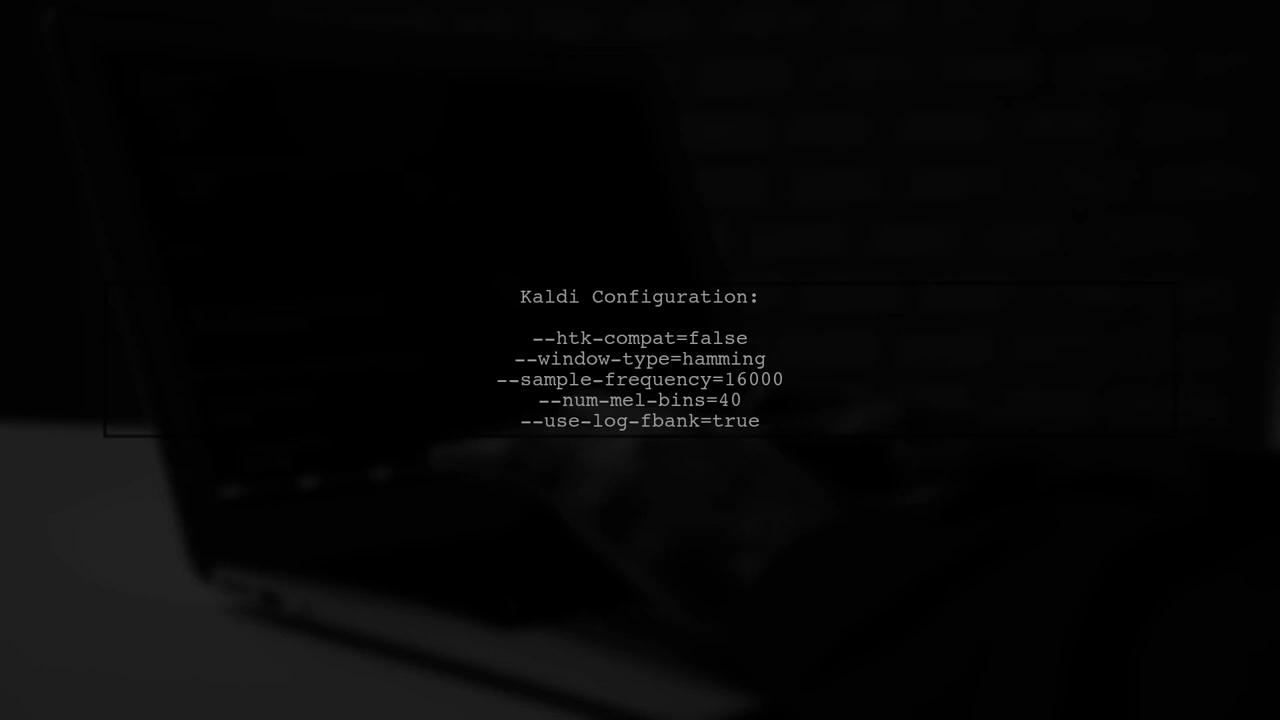 Kaldi Configuration:
--htk-compat=false
--window-type=hamming
--sample-frequency=16000
--num-mel-bins=40
--use-log-fbank=true